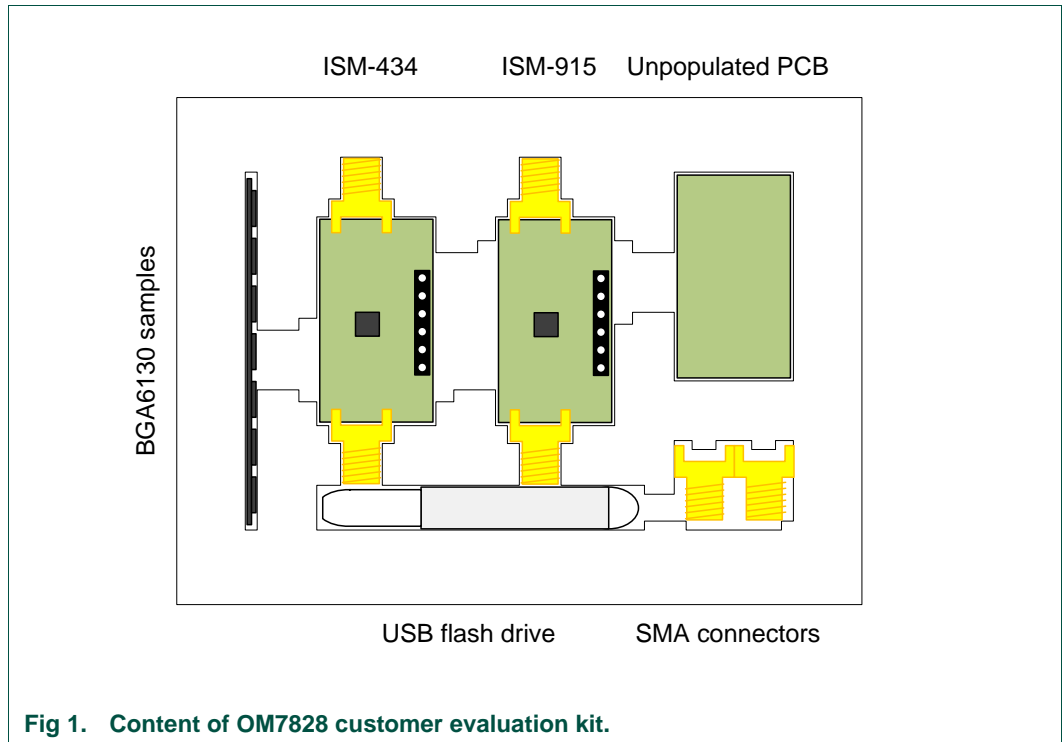 ISM-434 ISM-915 Unpopulated PCB
BGA6130 samples
USB flash drive SMA connectors
Fig 1. Content of OM7828 customer evaluation kit.